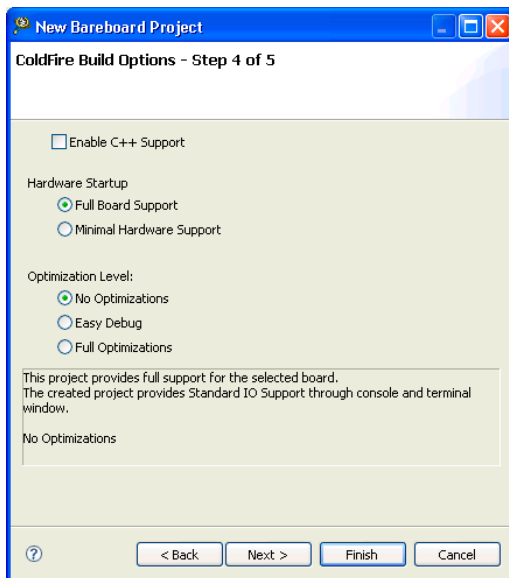 New Bareboard Project
ColdFire Build Options - Step 4 of 5
Enable C++ Support
Hardware Startup
Full Board Support
Minimal Hardware Support
Optimization Level:
No Optimizations
Easy Debug
Full Optimizations
This project provides full support for the selected board.
The created project provides Standard IO Support through console and terminal
window.
No Optimizations
?
< Back
Next >
Finish
Cancel